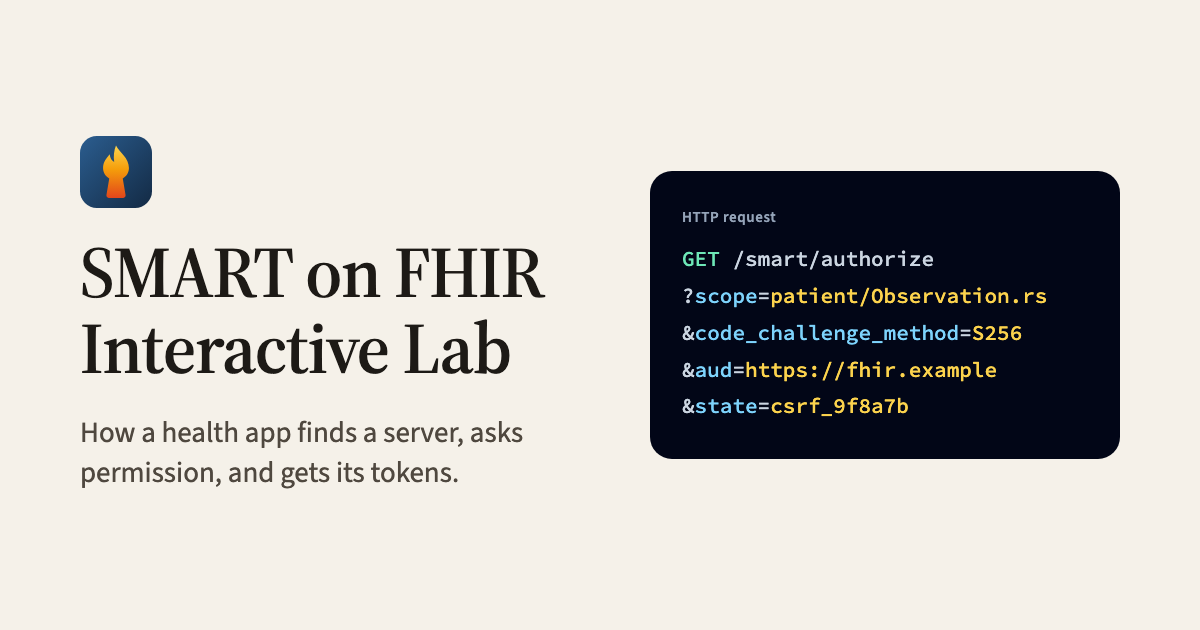 SMART on FHIR
Interactive Lab
How a health app finds a server, asks
permission, and gets its tokens.
HTTP request
GET /smart/authorize
?scope=patient/Observation.rs
&code_challenge_method=S256
&aud=https://fhir.example
&state=csrf_9f8a7b